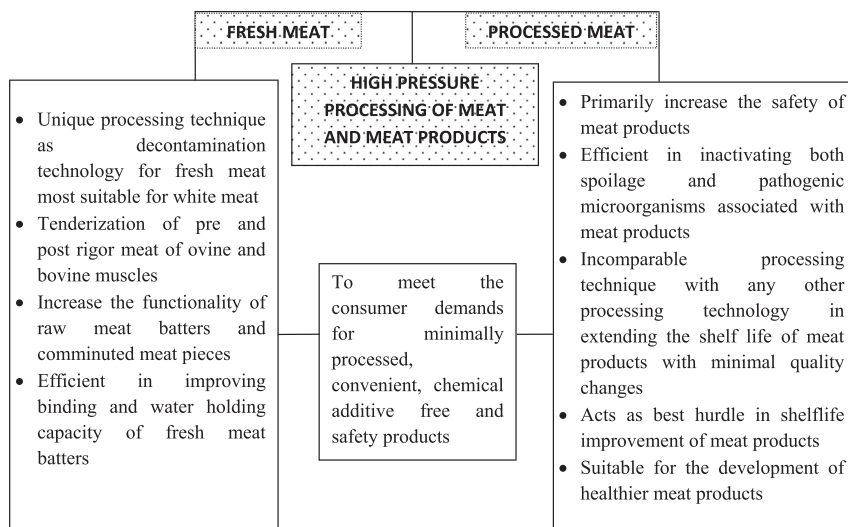 FRESH MEAT
PROCESSED MEAT
HIGH PRESSURE
PROCESSING OF MEAT
AND MEAT PRODUCTS
• Unique processing technique
as decontamination
technology for fresh meat
most suitable for white meat
• Tenderization of pre and
post rigor meat of ovine and
bovine muscles
• Increase the functionality of
raw meat batters and
comminuted meat pieces
• Efficient in improving
binding and water holding
capacity of fresh meat
batters
To meet the
consumer demands
for minimally
processed,
convenient, chemical
additive free and
safety products
• Primarily increase the safety of
meat products
• Efficient in inactivating both
spoilage and pathogenic
microorganisms associated with
meat products
• Incomparable processing
technique with any other
processing technology in
extending the shelf life of meat
products with minimal quality
changes
• Acts as best hurdle in shelflife
improvement of meat products
• Suitable for the development of
healthier meat products